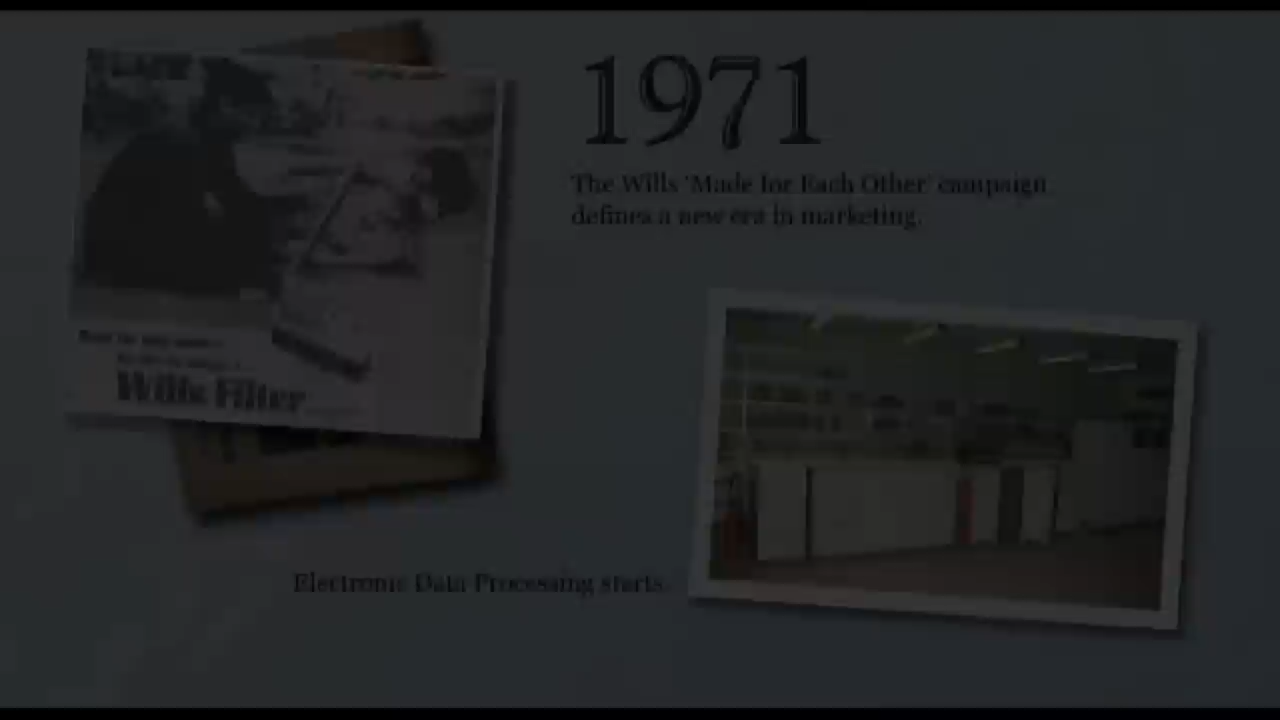 1971
The Wills 'Made for Each Other' campaign
defines a new era in marketing.
Wills Filter
Electronic Data Processing starts.